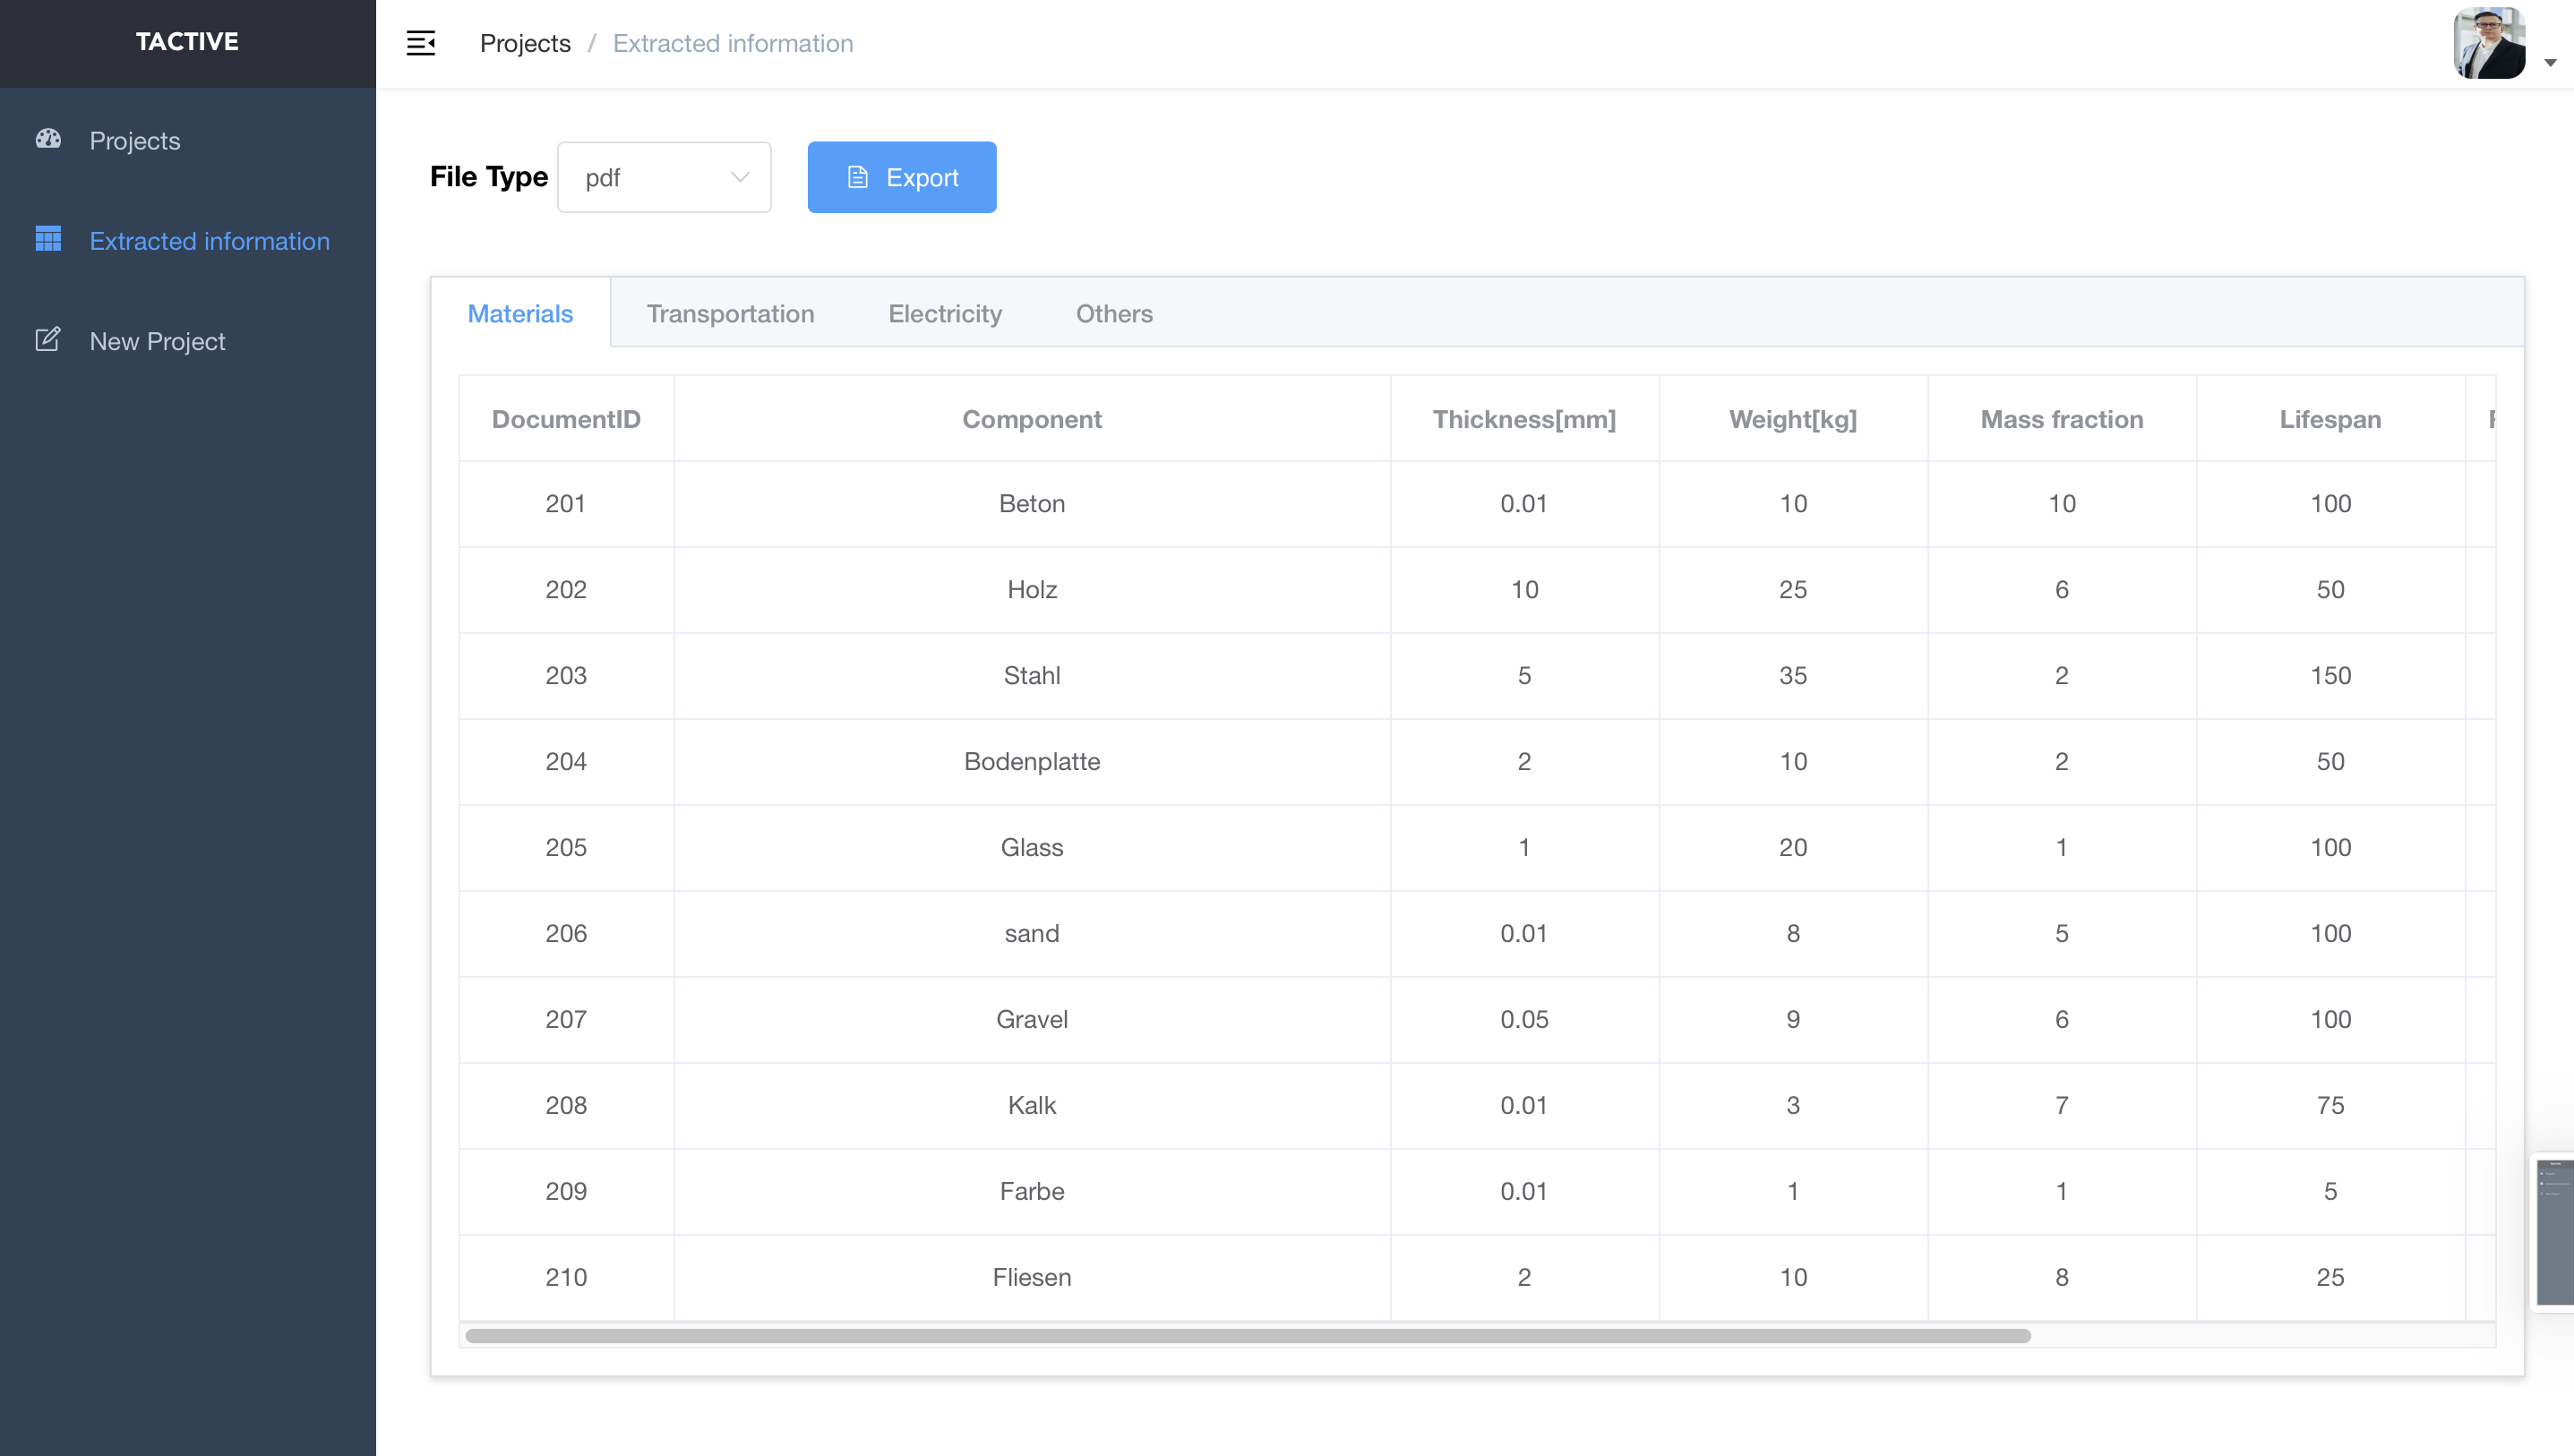 TACTIVE
Projects / Extracted information
Projects
Extracted information
New Project
File Type pdf Export
Materials Transportation Electricity Others
DocumentID Component Thickness[mm] Weight[kg] Mass fraction Lifespan
201 Beton 0.01 10 10 100
202 Holz 10 25 6 50
203 Stahl 5 35 2 150
204 Bodenplatte 2 10 2 50
205 Glass 1 20 1 100
206 sand 0.01 8 5 100
207 Gravel 0.05 9 6 100
208 Kalk 0.01 3 7 75
209 Farbe 0.01 1 1 5
210 Fliesen 2 10 8 25